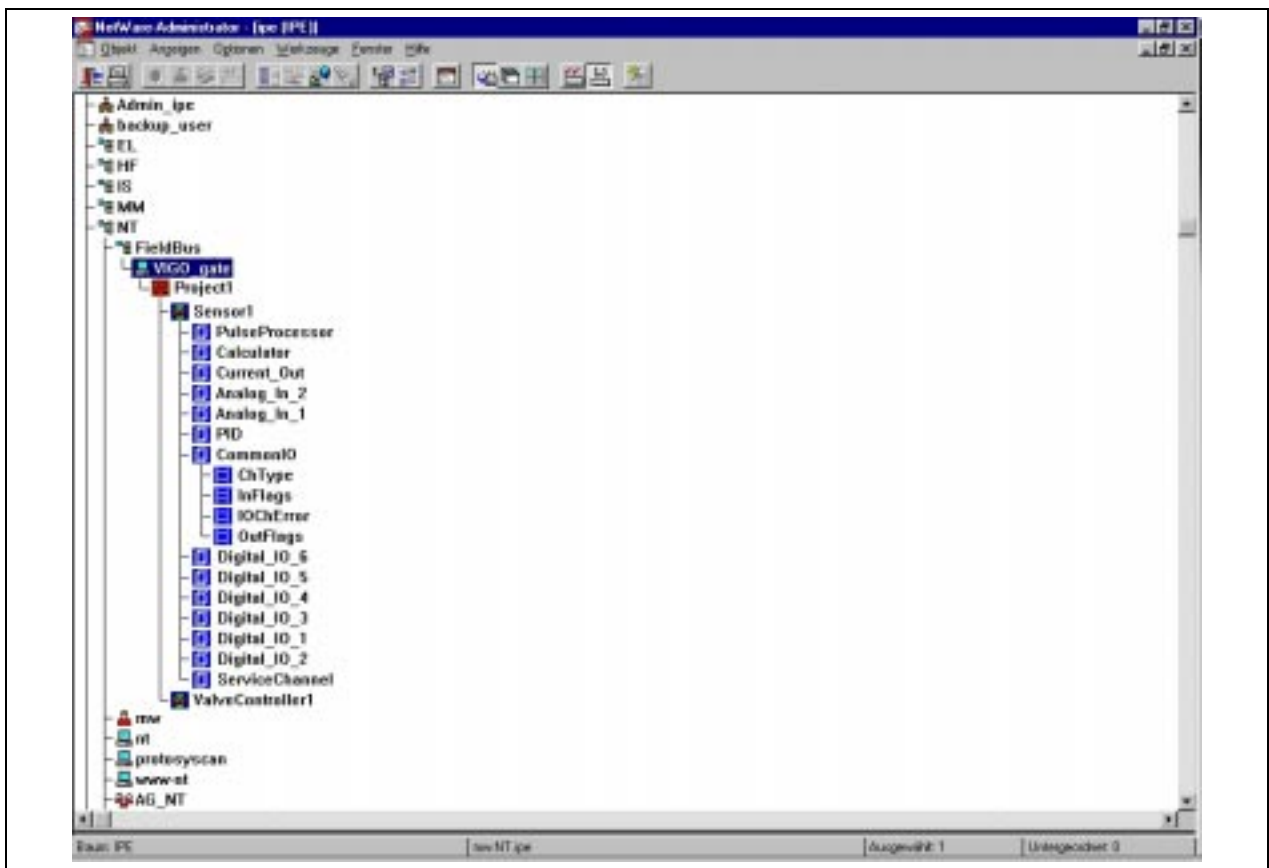 NetWare Administrator - [ipe (IPE)]
Objekt Anzeigen Optionen Werkzeuge Fenster Hilfe
Admin_ipe
backup_user
EL
HF
IS
MM
NT
FieldBus
VIGO_gate
Project1
Sensor1
PulseProcessor
Calculator
Current_Out
Analog_In_2
Analog_In_1
PID
CommonIO
ChType
InFlags
IOChError
OutFlags
Digital_IO_6
Digital_IO_5
Digital_IO_4
Digital_IO_3
Digital_IO_1
Digital_IO_2
ServiceChannel
ValveController1
mw
nt
protosyscan
www-nt
AG_NT
Baum: IPE
NT.ipe
Ausgewählt: 1
Untergeordnet: 0